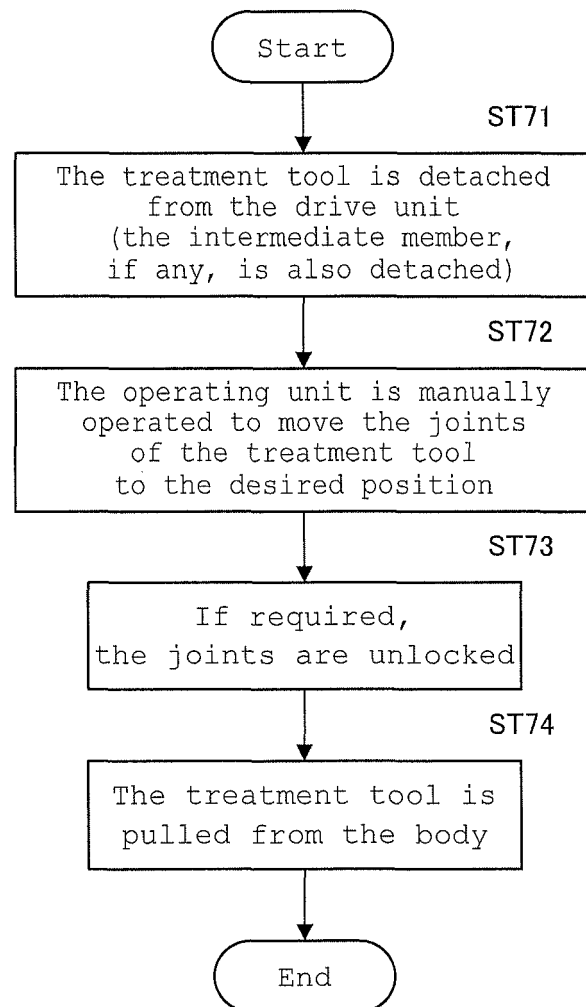 Start
ST71
The treatment tool is detached
from the drive unit
(the intermediate member,
if any, is also detached)
ST72
The operating unit is manually
operated to move the joints
of the treatment tool
to the desired position
ST73
If required,
the joints are unlocked
ST74
The treatment tool is
pulled from the body
End